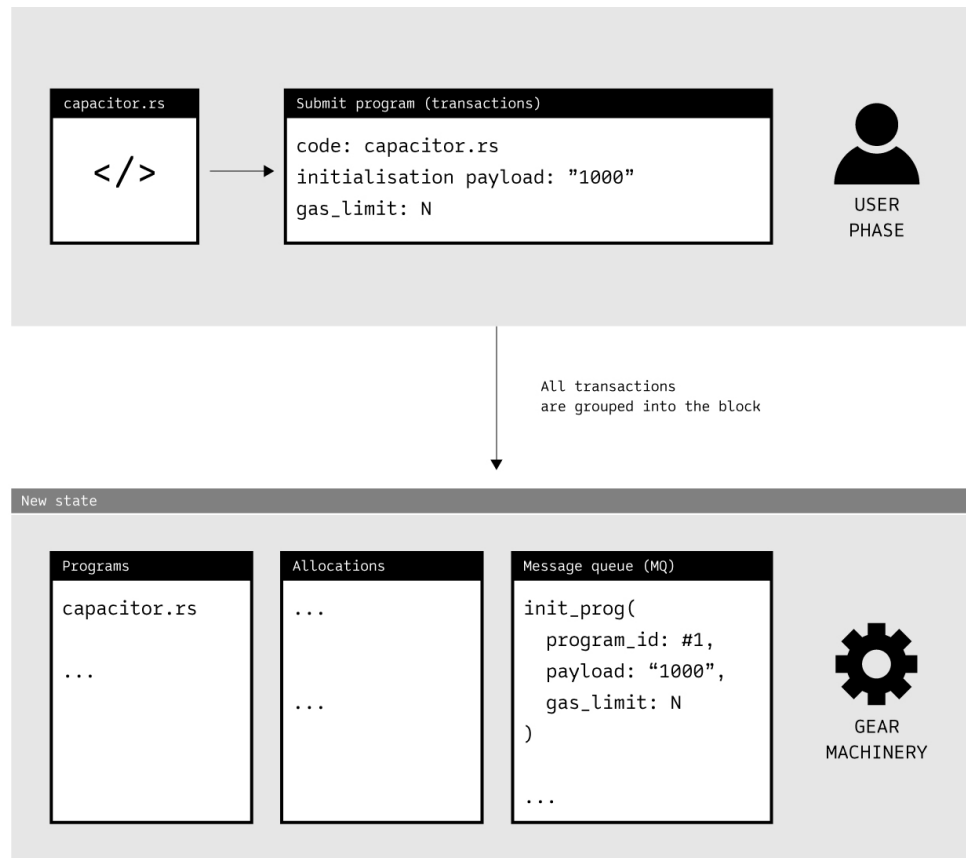 capacitor.rs
</>
Submit program (transactions)
code: capacitor.rs
initialisation payload: ”1000”
gas_limit: N
USER
PHASE
All transactions
are grouped into the block
New state
Programs
capacitor.rs
...
Allocations
...
...
Message queue (MQ)
init_prog(
program_id: #1,
payload: “1000”,
gas_limit: N
)
...
GEAR
MACHINERY